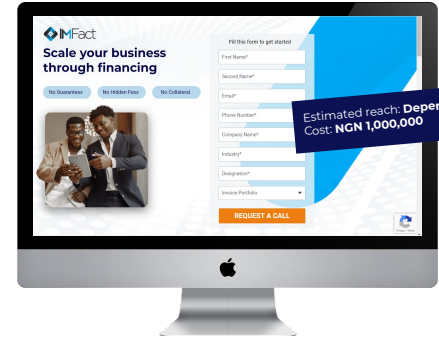 IMFact
Scale your business
through financing
No Guarantees
No Hidden Fees
No Collateral
Fill this form to get started
First Name*
Second Name*
Email*
Phone Number*
Company Name*
Industry*
Designation*
Invoice Portfolio
REQUEST A CALL
Estimated reach:
Cost: NGN 1,000,000